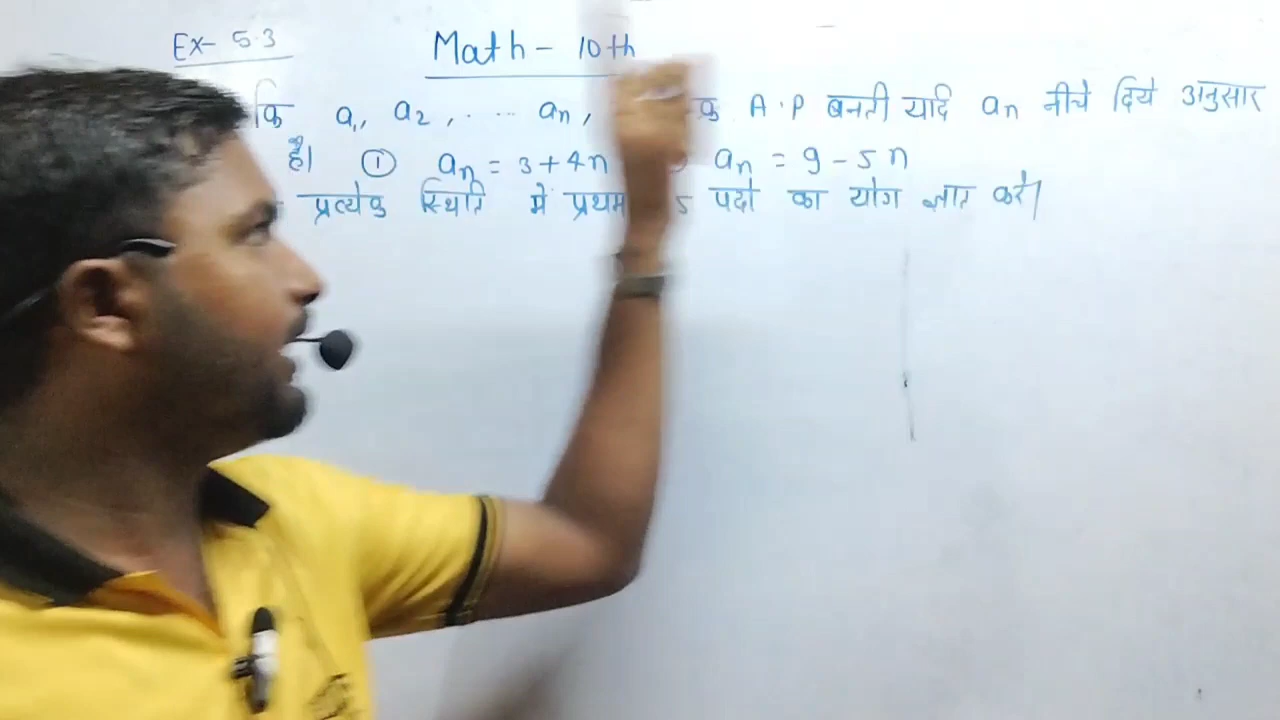 Ex- 5.3
Math - 10th
कि a1, a2, ..... an, A.P बनती यादि an नीचे दिये अनुसार
है। ① an = 3 + 4n an = 9 - 5n
प्रत्येक स्थिति में प्रथम 5 पदो का योग ज्ञात करे।